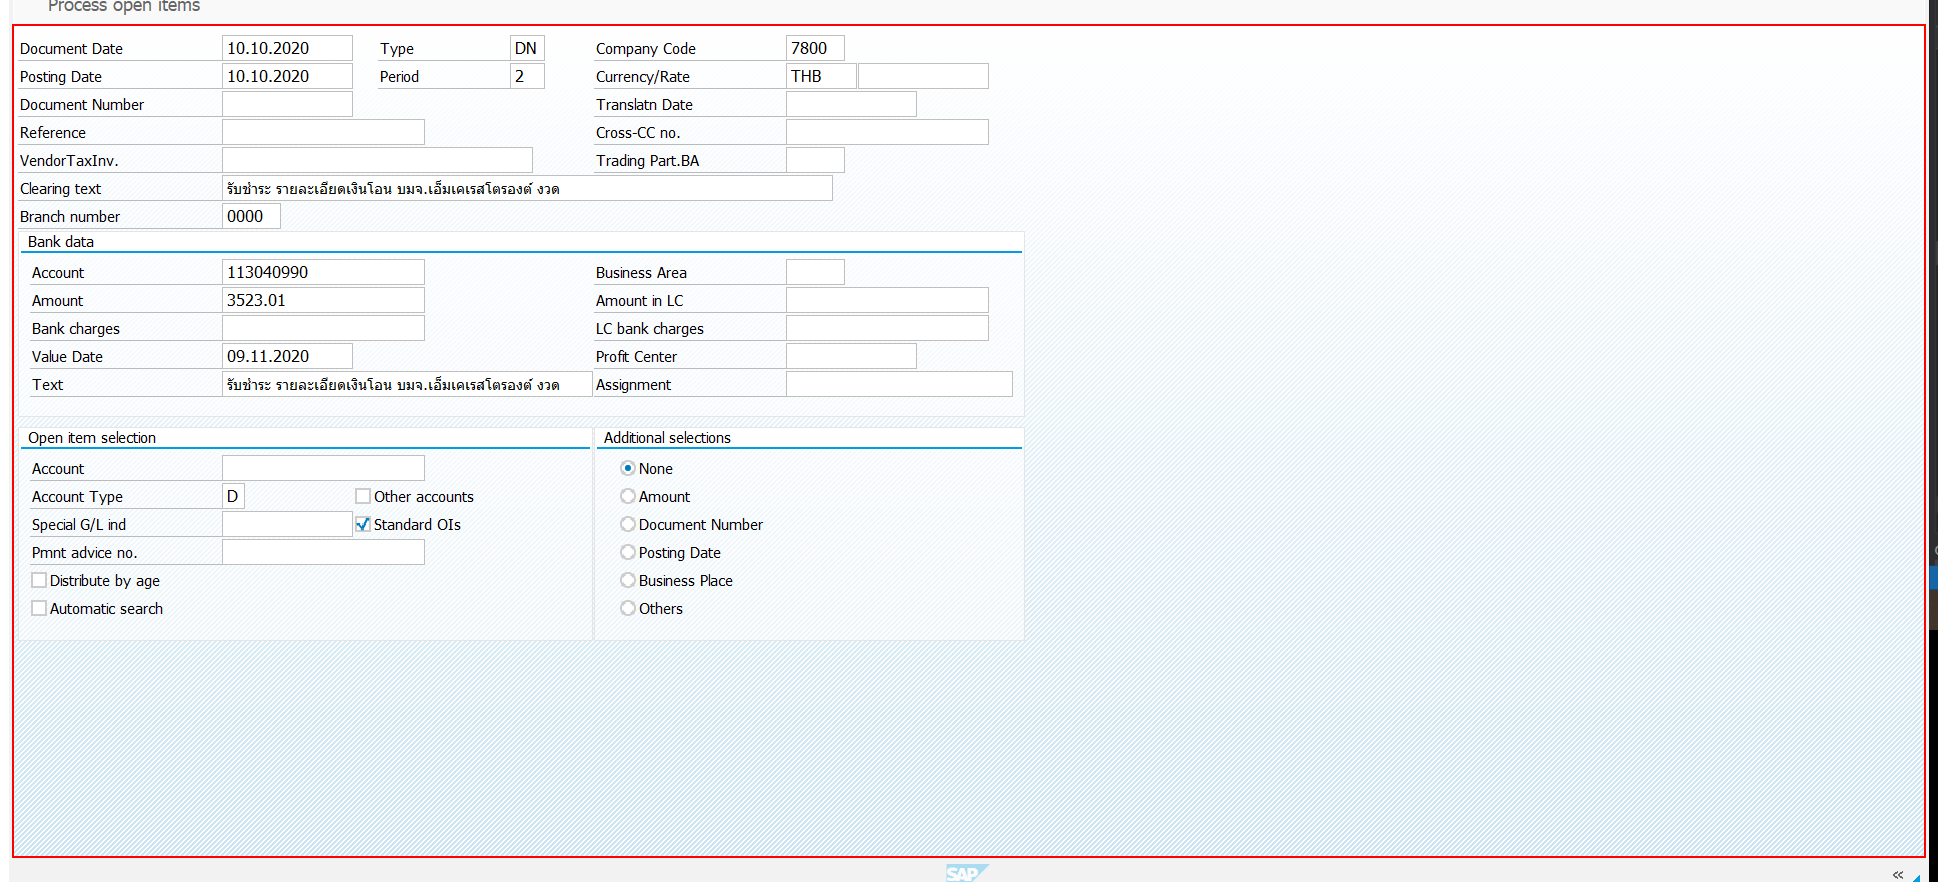 Process open items
Document Date 10.10.2020 Type DN Company Code 7800
Posting Date 10.10.2020 Period 2 Currency/Rate THB
Document Number Translatn Date
Reference Cross-CC no.
VendorTaxInv. Trading Part.BA
Clearing text รับชำระ รายละเอียดเงินโอน บมจ.เอ็มเคเรสโตรองต์ งวด
Branch number 0000
Bank data
Account 113040990 Business Area
Amount 3523.01 Amount in LC
Bank charges LC bank charges
Value Date 09.11.2020 Profit Center
Text รับชำระ รายละเอียดเงินโอน บมจ.เอ็มเคเรสโตรองต์ งวด Assignment
Open item selection
Account
Account Type D Other accounts
Special G/L ind Standard OIs
Pmnt advice no.
Distribute by age
Automatic search
Additional selections
None
Amount
Document Number
Posting Date
Business Place
Others
SAP